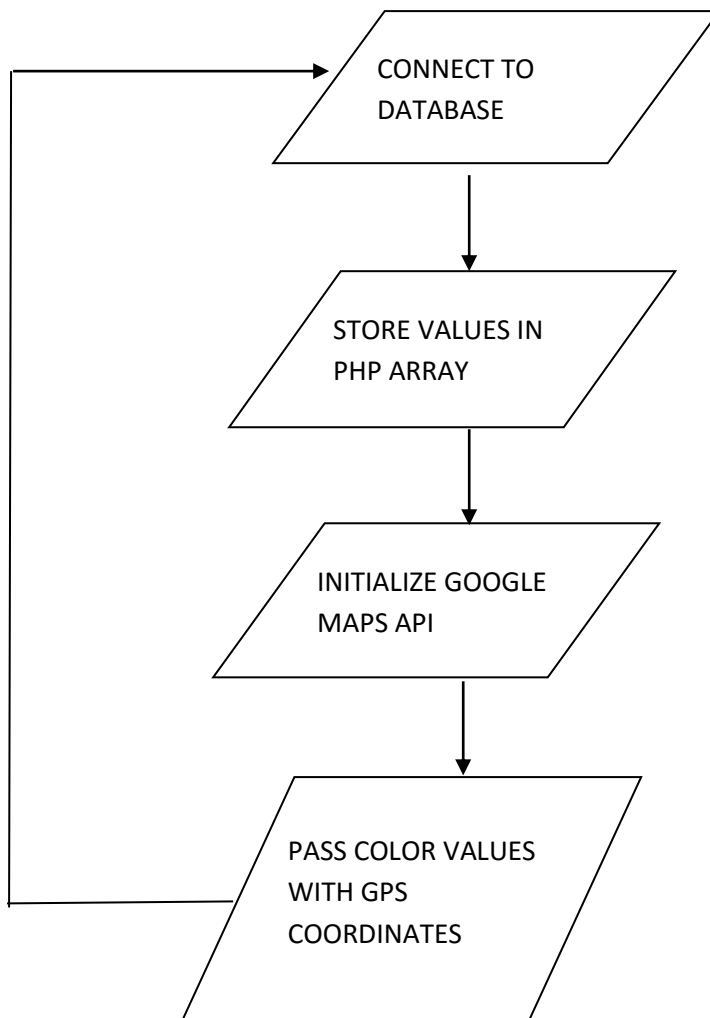 CONNECT TO
DATABASE
STORE VALUES IN
PHP ARRAY
INITIALIZE GOOGLE
MAPS API
PASS COLOR VALUES
WITH GPS
COORDINATES